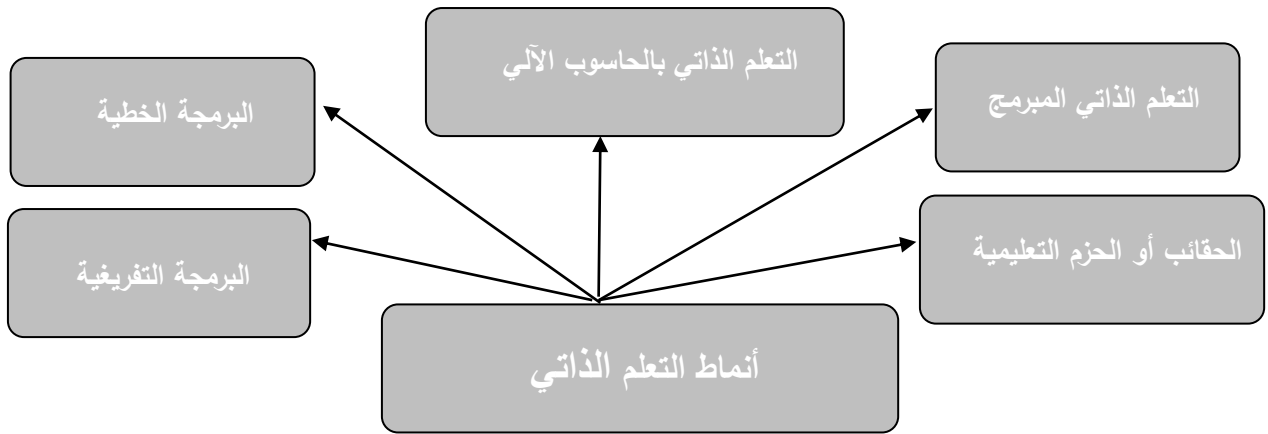 التعلم الذاتي بالحاسوب الآلي
التعلم الذاتي المبرمج
البرمجة الخطية
الحقائب أو الحزم التعليمية
البرمجة التفريغية
أنماط التعلم الذاتي